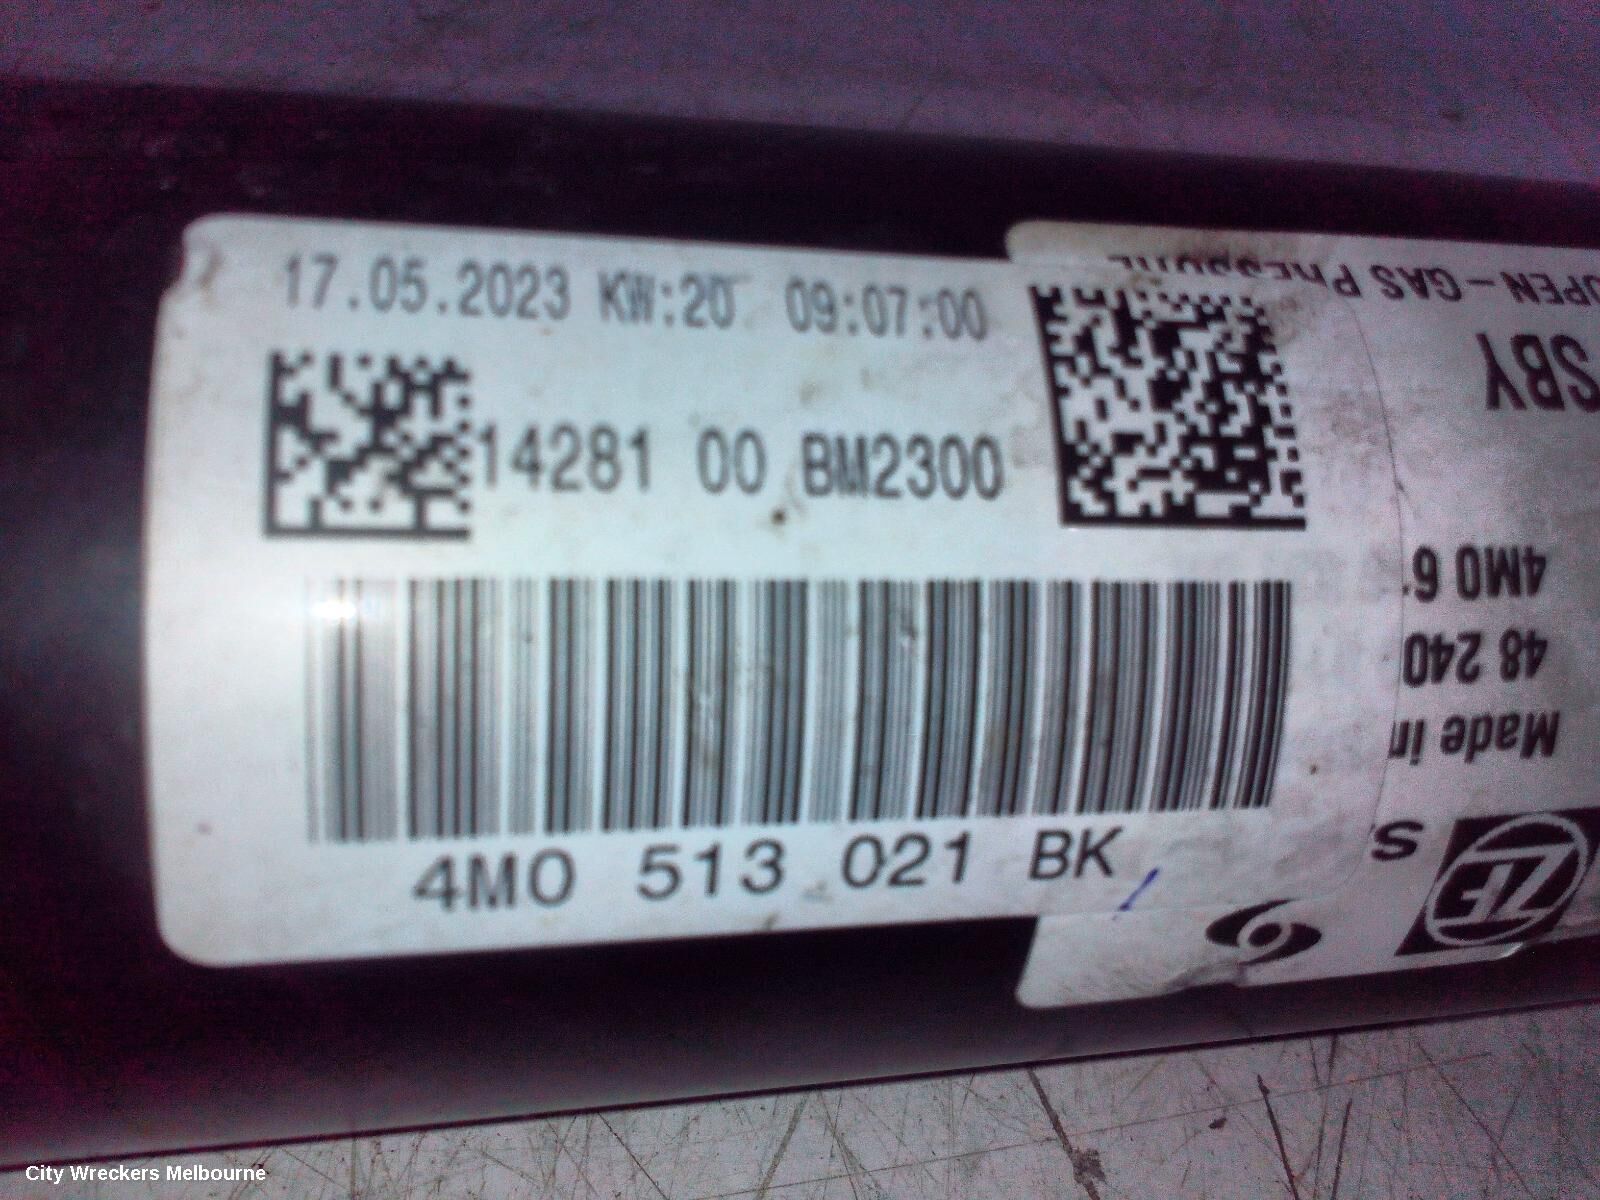 17.05.2023 KW:20 09:07:00
14281 00 BM2300
4M0 513 021 BK
OPEN-GAS PRESSURE
SBY
4M0 6
48 240
Made in
S
ZF
City Wreckers Melbourne